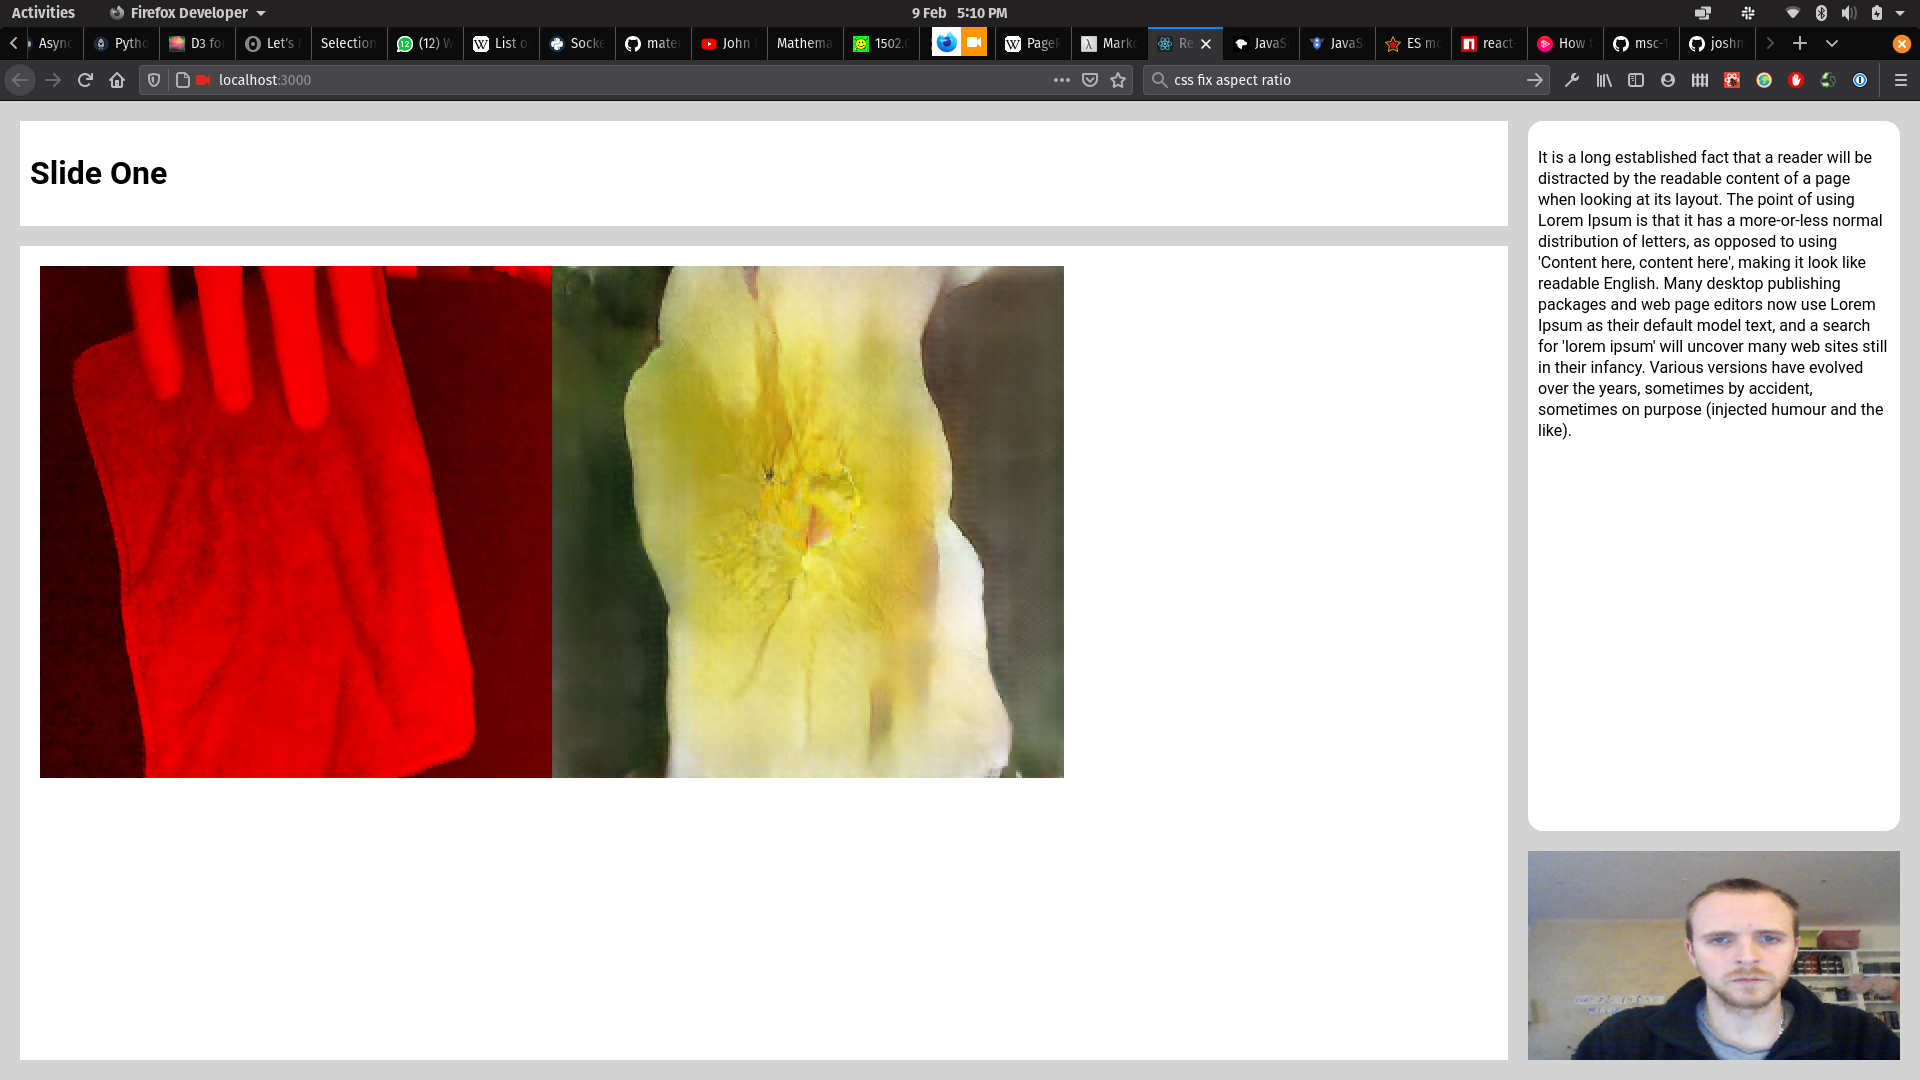 Activities Firefox Developer 9 Feb 5:10 PM
Async Pytho D3 fo Let's Selection (12) W List o Socke mate John Mathema 1502. PageR Mark Re JavaS JavaS ES mo react- How msc-1 joshm
localhost:3000 css fix aspect ratio
Slide One
It is a long established fact that a reader will be
distracted by the readable content of a page
when looking at its layout. The point of using
Lorem Ipsum is that it has a more-or-less normal
distribution of letters, as opposed to using
'Content here, content here', making it look like
readable English. Many desktop publishing
packages and web page editors now use Lorem
Ipsum as their default model text, and a search
for 'lorem ipsum' will uncover many web sites still
in their infancy. Various versions have evolved
over the years, sometimes by accident,
sometimes on purpose (injected humour and the
like).